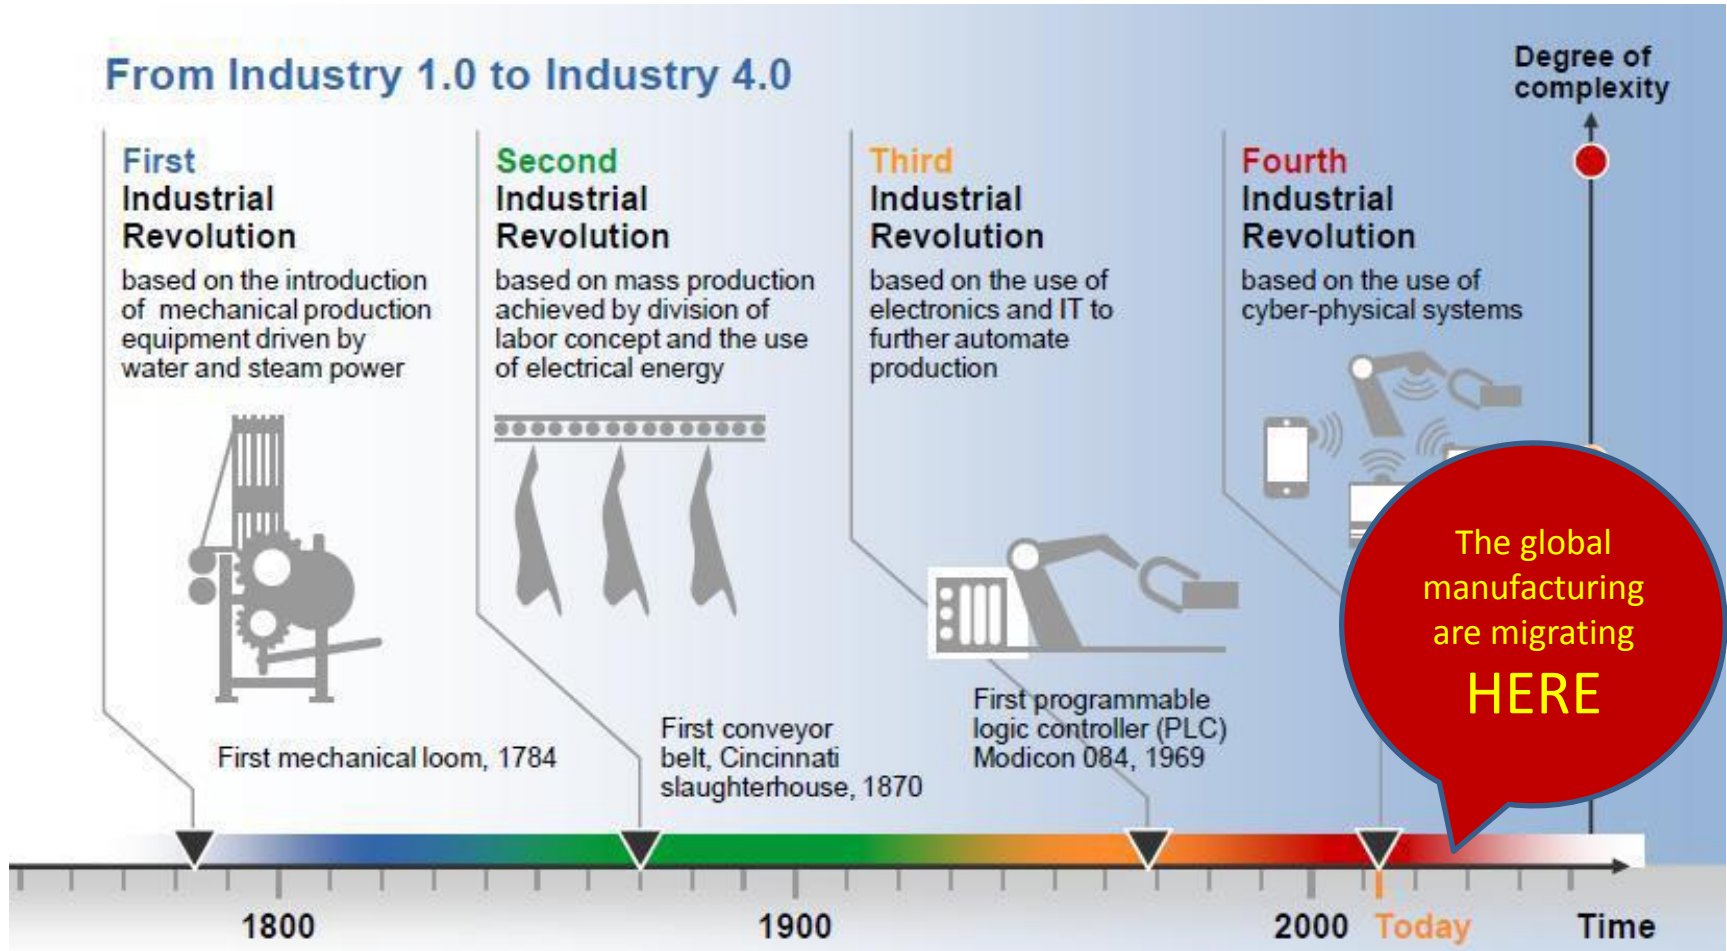 From Industry 1.0 to Industry 4.0
Degree of
complexity
First
Industrial
Revolution
based on the introduction
of mechanical production
equipment driven by
water and steam power
First mechanical loom, 1784
Second
Industrial
Revolution
based on mass production
achieved by division of
labor concept and the use
of electrical energy
First conveyor
belt, Cincinnati
slaughterhouse, 1870
Third
Industrial
Revolution
based on the use of
electronics and IT to
further automate
production
First programmable
logic controller (PLC)
Modicon 084, 1969
Fourth
Industrial
Revolution
based on the use of
cyber-physical systems
The global
manufacturing
are migrating
HERE
1800
1900
2000
Today
Time